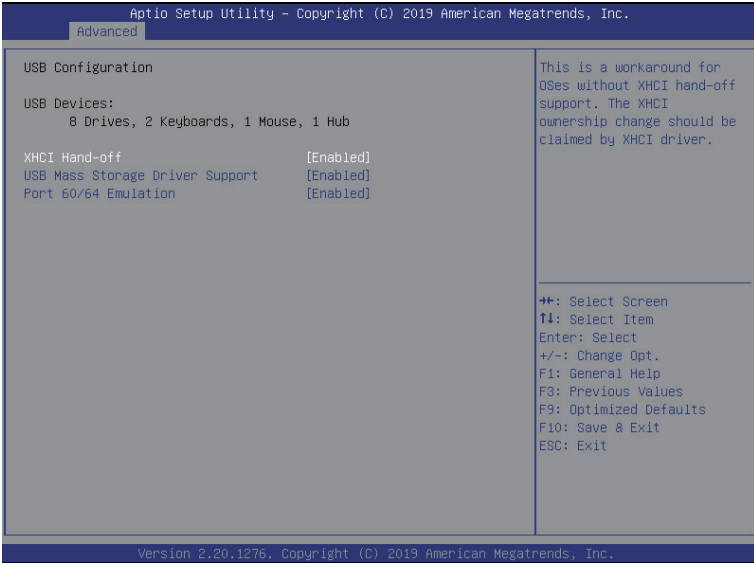 Aptio Setup Utility – Copyright (C) 2019 American Megatrends, Inc.
Advanced
USB Configuration
USB Devices:
8 Drives, 2 Keyboards, 1 Mouse, 1 Hub
XHCI Hand-off [Enabled]
USB Mass Storage Driver Support [Enabled]
Port 60/64 Emulation [Enabled]
This is a workaround for
OSes without XHCI hand-off
support. The XHCI
ownership change should be
claimed by XHCI driver.
→←: Select Screen
↑↓: Select Item
Enter: Select
+/-: Change Opt.
F1: General Help
F3: Previous Values
F9: Optimized Defaults
F10: Save & Exit
ESC: Exit
Version 2.20.1276. Copyright (C) 2019 American Megatrends, Inc.